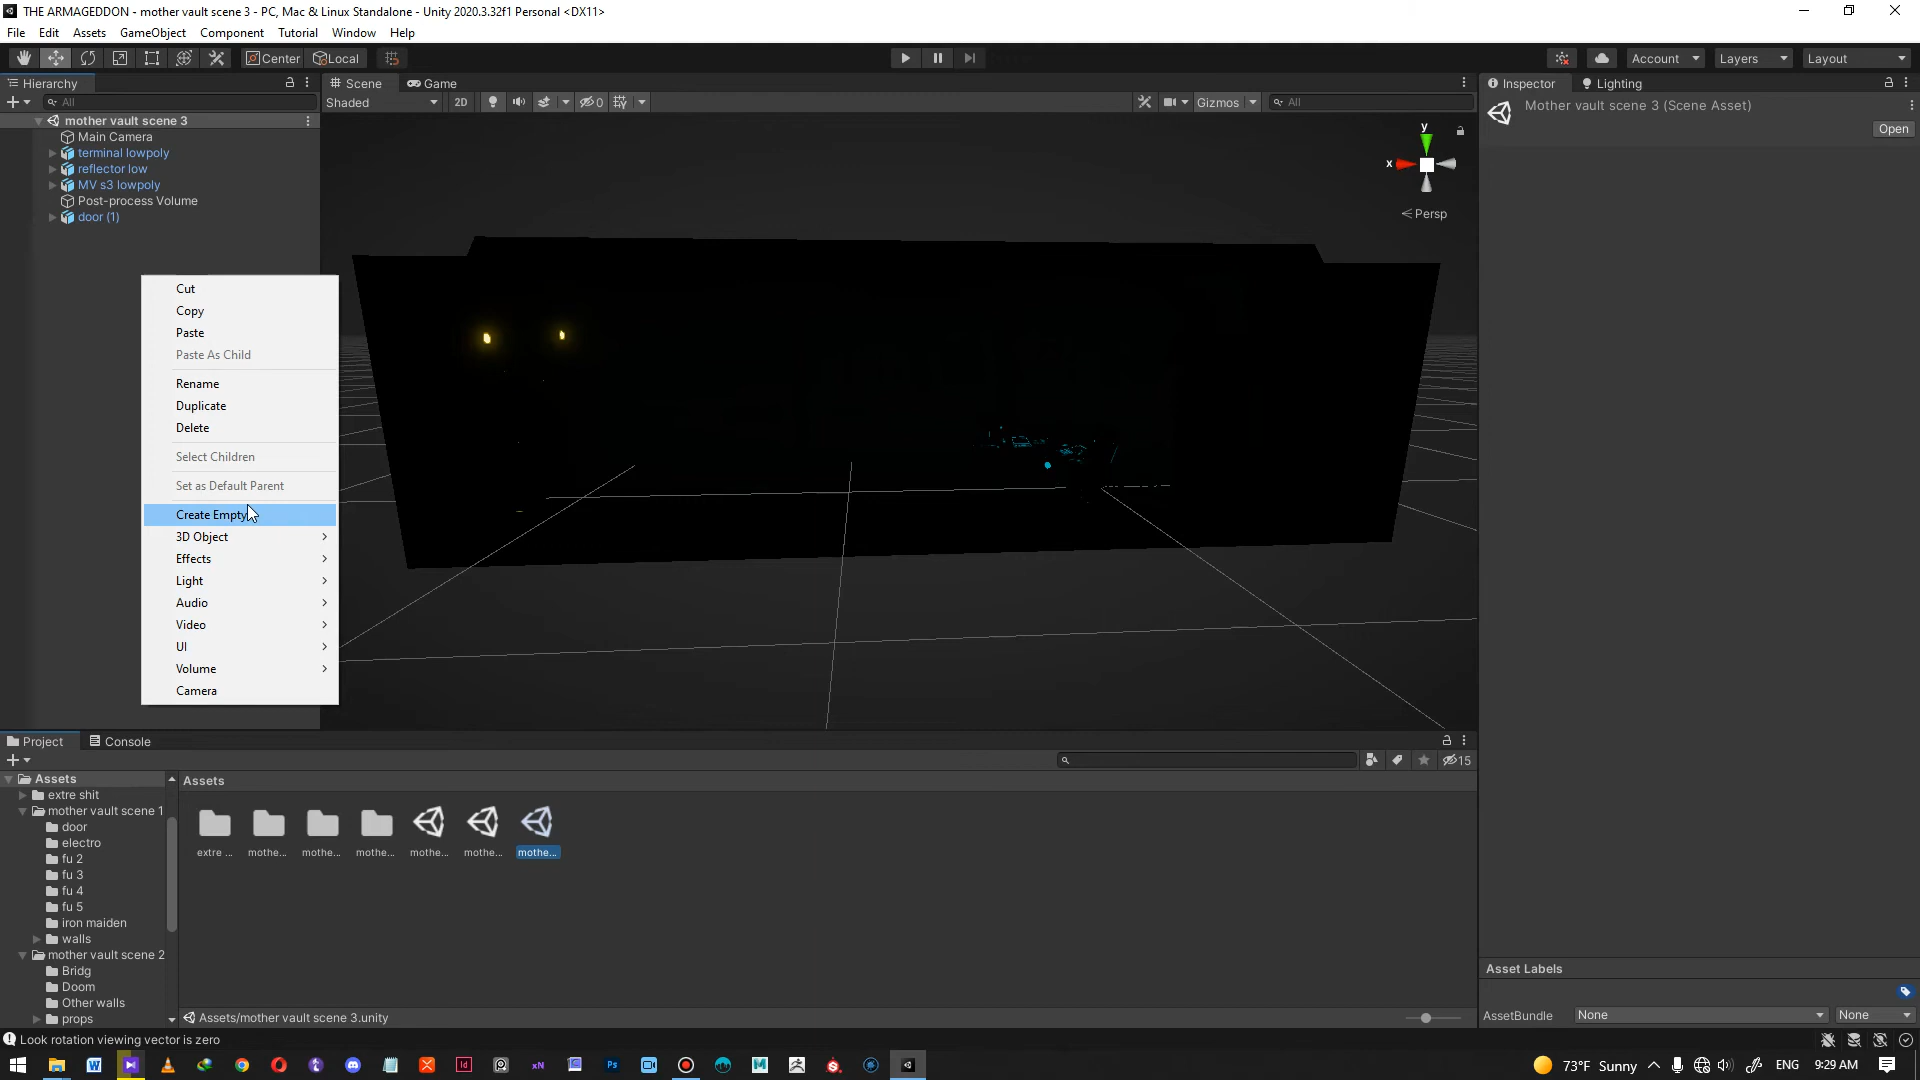 THE ARMAGEDDON - mother vault scene 3 - PC, Mac & Linux Standalone - Unity 2020.3.32f1 Personal <DX11>
File Edit Assets GameObject Component Tutorial Window Help
Center Local Account Layers Layout
Hierarchy Scene Game Inspector Lighting
All Shaded 2D 0 Gizmos All
Mother vault scene 3 (Scene Asset)
Open
mother vault scene 3
Main Camera
terminal lowpoly
reflector low
MV s3 lowpoly
Post-process Volume
door (1)
y
x
Persp
Cut
Copy
Paste
Paste As Child
Rename
Duplicate
Delete
Select Children
Set as Default Parent
Create Empty
3D Object
Effects
Light
Audio
Video
UI
Volume
Camera
Project Console
15
Assets
extre shit
mother vault scene 1
door
electro
fu 2
fu 3
fu 4
fu 5
iron maiden
walls
mother vault scene 2
Bridg
Doom
Other walls
props
Assets
extre ... mothe... mothe... mothe... mothe... mothe... mothe...
Assets/mother vault scene 3.unity
Asset Labels
AssetBundle None None
Look rotation viewing vector is zero
73°F Sunny ENG 9:29 AM